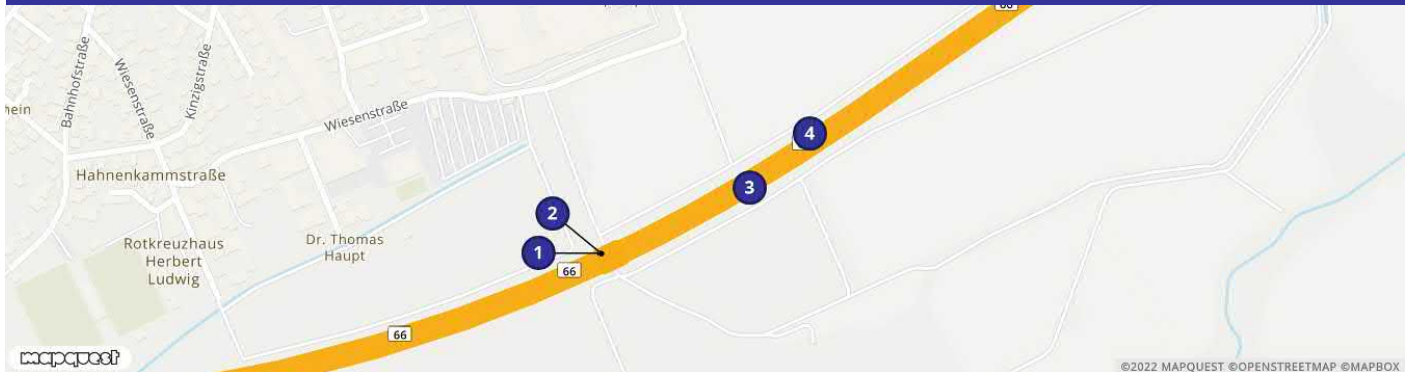 hein
Bahnhofstraße
Wiesenstraße
Kinzigstraße
Wiesenstraße
Hahnenkammstraße
Rotkreuzhaus
Herbert
Ludwig
Dr. Thomas
Haupt
66
4
3
2
1
66
66
mapquest
©2022 MAPQUEST ©OPENSTREETMAP ©MAPBOX